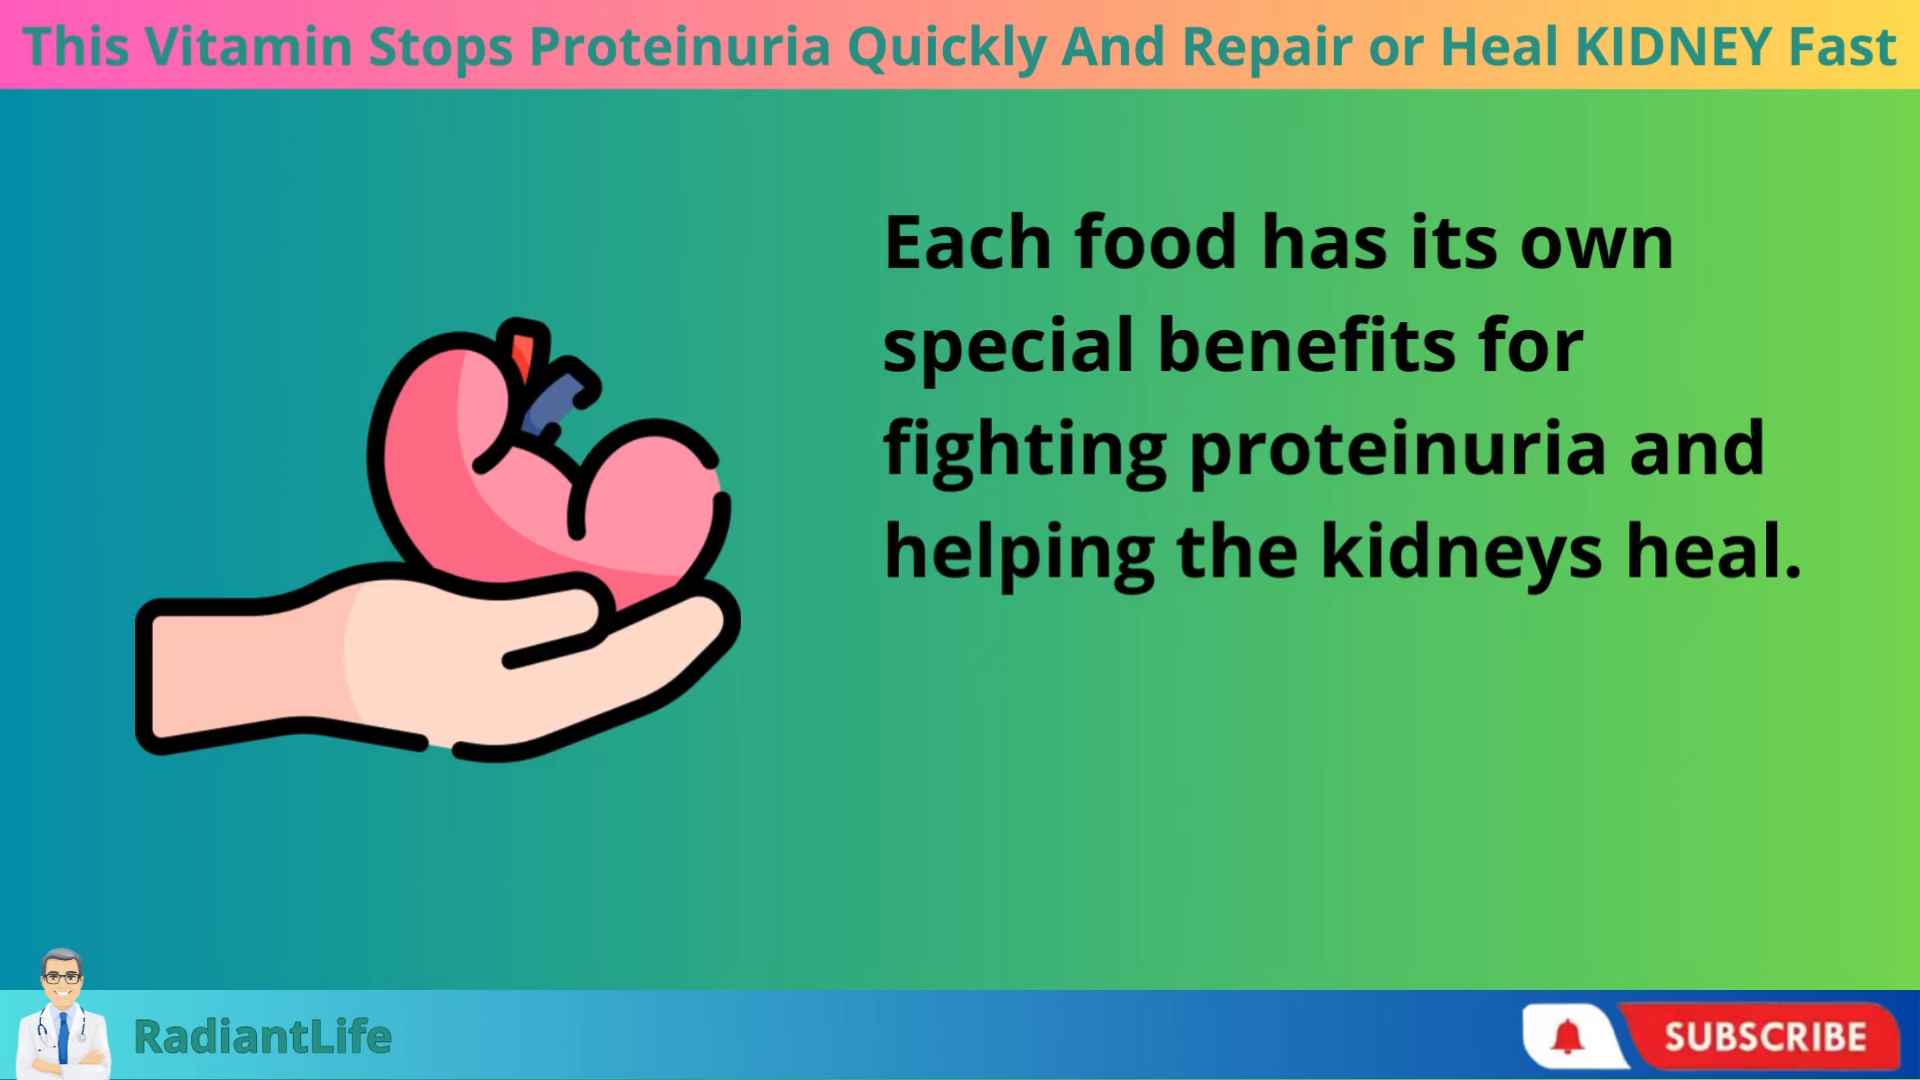 This Vitamin Stops Proteinuria Quickly And Repair or Heal KIDNEY Fast
Each food has its own
special benefits for
fighting proteinuria and
helping the kidneys heal.
RadiantLife
SUBSCRIBE